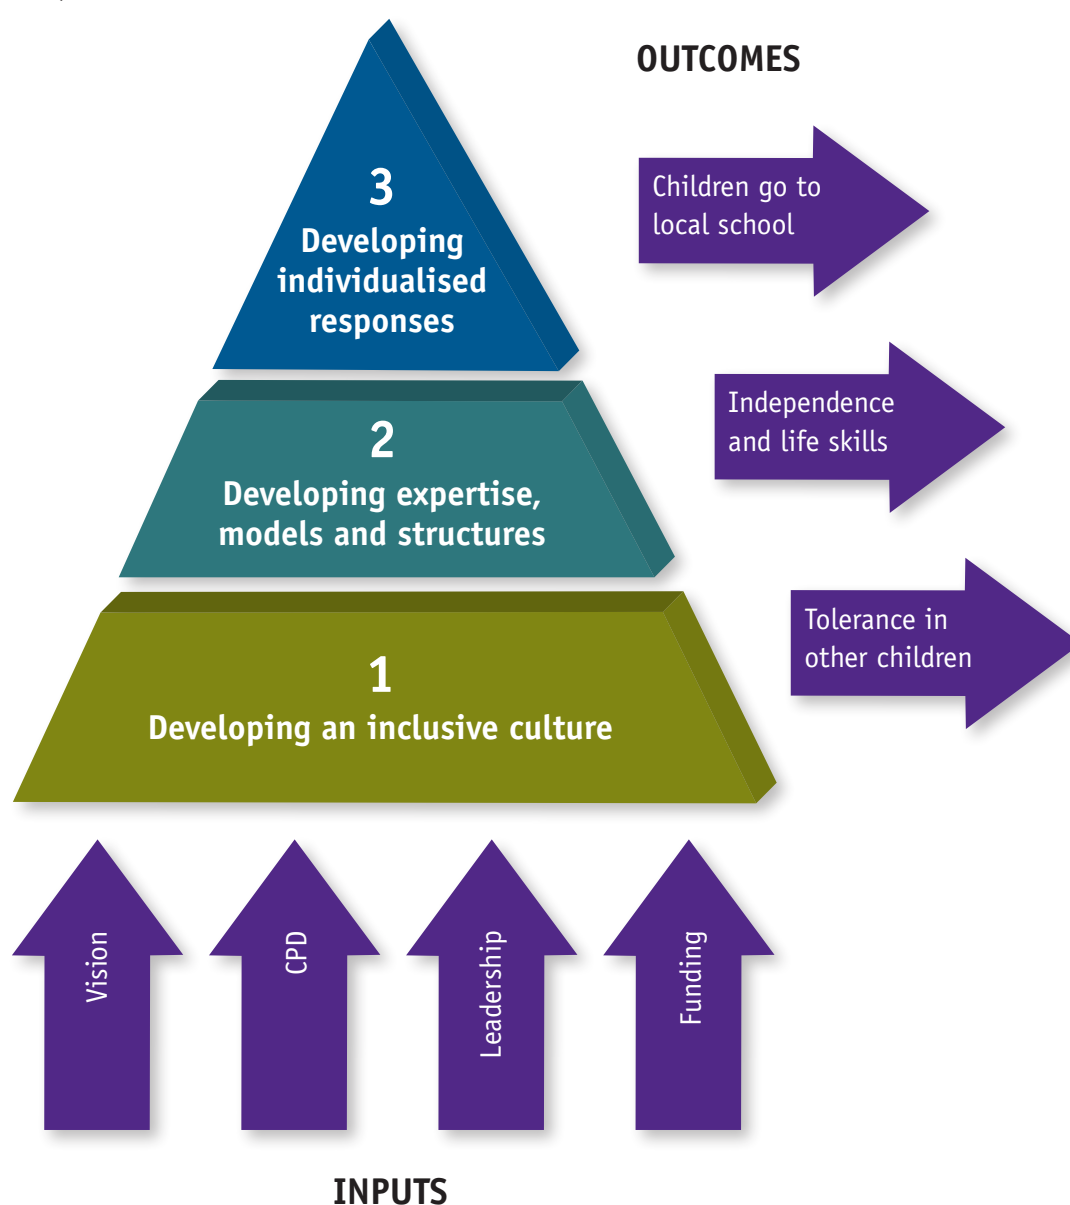 OUTCOMES
3
Developing
individualised
responses
Children go to
local school
2
Developing expertise,
models and structures
Independence
and life skills
1
Developing an inclusive culture
Tolerance in
other children
Vision
CPD
Leadership
Funding
INPUTS